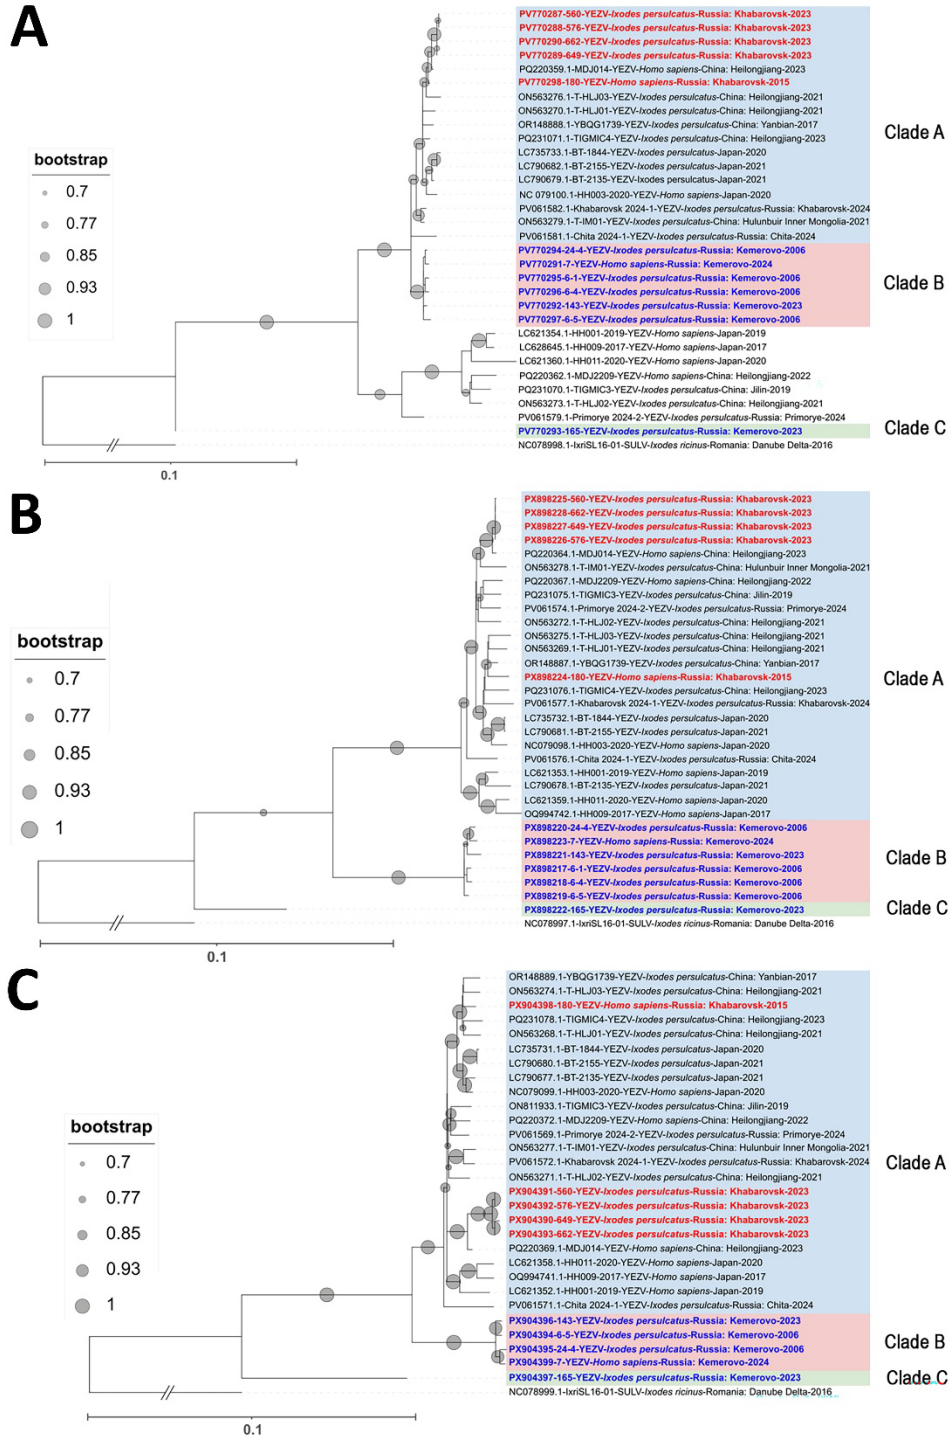 A
PV770287-560-YEZV-Ixodes persulcatus-Russia: Khabarovsk-2023
PV770288-576-YEZV-Ixodes persulcatus-Russia: Khabarovsk-2023
PV770290-662-YEZV-Ixodes persulcatus-Russia: Khabarovsk-2023
PV770289-649-YEZV-Ixodes persulcatus-Russia: Khabarovsk-2023
PQ220359.1-MDJ014-YEZV-Homo sapiens-China: Heilongjiang-2023
PV770298-180-YEZV-Homo sapiens-Russia: Khabarovsk-2015
ON563276.1-T-HLJ03-YEZV-Ixodes persulcatus-China: Heilongjiang-2021
ON563270.1-T-HLJ01-YEZV-Ixodes persulcatus-China: Heilongjiang-2021
OR148888.1-YBQG1739-YEZV-Ixodes persulcatus-China: Yanbian-2017
PQ231071.1-TIGMIC4-YEZV-Ixodes persulcatus-China: Heilongjiang-2023
LC735733.1-BT-1844-YEZV-Ixodes persulcatus-Japan-2020
LC790682.1-BT-2155-YEZV-Ixodes persulcatus-Japan-2021
LC790679.1-BT-2135-YEZV-Ixodes persulcatus-Japan-2021
NC 079100.1-HH003-2020-YEZV-Homo sapiens-Japan-2020
PV061582.1-Khabarovsk 2024-1-YEZV-Ixodes persulcatus-Russia: Khabarovsk-2024
ON563279.1-T-IM01-YEZV-Ixodes persulcatus-China: Hulunbuir Inner Mongolia-2021
PV061581.1-Chita 2024-1-YEZV-Ixodes persulcatus-Russia: Chita-2024
PV770294-24-4-YEZV-Ixodes persulcatus-Russia: Kemerovo-2006
PV770291-7-YEZV-Homo sapiens-Russia: Kemerovo-2024
PV770295-6-1-YEZV-Ixodes persulcatus-Russia: Kemerovo-2006
PV770296-6-4-YEZV-Ixodes persulcatus-Russia: Kemerovo-2006
PV770292-143-YEZV-Ixodes persulcatus-Russia: Kemerovo-2023
PV770297-6-5-YEZV-Ixodes persulcatus-Russia: Kemerovo-2006
LC621354.1-HH001-2019-YEZV-Homo sapiens-Japan-2019
LC628645.1-HH009-2017-YEZV-Homo sapiens-Japan-2017
LC621360.1-HH011-2020-YEZV-Homo sapiens-Japan-2020
PQ220362.1-MDJ2209-YEZV-Homo sapiens-China: Heilongjiang-2022
PQ231070.1-TIGMIC3-YEZV-Ixodes persulcatus-China: Jilin-2019
ON563273.1-T-HLJ02-YEZV-Ixodes persulcatus-China: Heilongjiang-2021
PV061579.1-Primorye 2024-2-YEZV-Ixodes persulcatus-Russia: Primorye-2024
PV770293-165-YEZV-Ixodes persulcatus-Russia: Kemerovo-2023
NC078998.1-IxriSL16-01-SULV-Ixodes ricinus-Romania: Danube Delta-2016
Clade A
Clade B
Clade C
bootstrap
0.7
0.77
0.85
0.93
1
0.1
B
PX898225-560-YEZV-Ixodes persulcatus-Russia: Khabarovsk-2023
PX898228-662-YEZV-Ixodes persulcatus-Russia: Khabarovsk-2023
PX898227-649-YEZV-Ixodes persulcatus-Russia: Khabarovsk-2023
PX898226-576-YEZV-Ixodes persulcatus-Russia: Khabarovsk-2023
PQ220364.1-MDJ014-YEZV-Homo sapiens-China: Heilongjiang-2023
ON563278.1-T-IM01-YEZV-Ixodes persulcatus-China: Hulunbuir Inner Mongolia-2021
PQ220367.1-MDJ2209-YEZV-Homo sapiens-China: Heilongjiang-2022
PQ231075.1-TIGMIC3-YEZV-Ixodes persulcatus-China: Jilin-2019
PV061574.1-Primorye 2024-2-YEZV-Ixodes persulcatus-Russia: Primorye-2024
ON563272.1-T-HLJ02-YEZV-Ixodes persulcatus-China: Heilongjiang-2021
ON563275.1-T-HLJ03-YEZV-Ixodes persulcatus-China: Heilongjiang-2021
ON563269.1-T-HLJ01-YEZV-Ixodes persulcatus-China: Heilongjiang-2021
OR148887.1-YBQG1739-YEZV-Ixodes persulcatus-China: Yanbian-2017
PX898224-180-YEZV-Homo sapiens-Russia: Khabarovsk-2015
PQ231076.1-TIGMIC4-YEZV-Ixodes persulcatus-China: Heilongjiang-2023
PV061577.1-Khabarovsk 2024-1-YEZV-Ixodes persulcatus-Russia: Khabarovsk-2024
LC735732.1-BT-1844-YEZV-Ixodes persulcatus-Japan-2020
LC790681.1-BT-2155-YEZV-Ixodes persulcatus-Japan-2021
NC079098.1-HH003-2020-YEZV-Homo sapiens-Japan-2020
PV061576.1-Chita 2024-1-YEZV-Ixodes persulcatus-Russia: Chita-2024
LC621353.1-HH001-2019-YEZV-Homo sapiens-Japan-2019
LC790678.1-BT-2135-YEZV-Ixodes persulcatus-Japan-2021
LC621359.1-HH011-2020-YEZV-Homo sapiens-Japan-2020
OQ994742.1-HH009-2017-YEZV-Homo sapiens-Japan-2017
PX898220-24-4-YEZV-Ixodes persulcatus-Russia: Kemerovo-2006
PX898223-7-YEZV-Homo sapiens-Russia: Kemerovo-2024
PX898221-143-YEZV-Ixodes persulcatus-Russia: Kemerovo-2023
PX898217-6-1-YEZV-Ixodes persulcatus-Russia: Kemerovo-2006
PX898218-6-4-YEZV-Ixodes persulcatus-Russia: Kemerovo-2006
PX898219-6-5-YEZV-Ixodes persulcatus-Russia: Kemerovo-2006
PX898222-165-YEZV-Ixodes persulcatus-Russia: Kemerovo-2023
NC078997.1-IxriSL16-01-SULV-Ixodes ricinus-Romania: Danube Delta-2016
Clade A
Clade B
Clade C
bootstrap
0.7
0.77
0.85
0.93
1
0.1
C
OR148889.1-YBQG1739-YEZV-Ixodes persulcatus-China: Yanbian-2017
ON563274.1-T-HLJ03-YEZV-Ixodes persulcatus-China: Heilongjiang-2021
PX904398-180-YEZV-Homo sapiens-Russia: Khabarovsk-2015
PQ231078.1-TIGMIC4-YEZV-Ixodes persulcatus-China: Heilongjiang-2023
ON563268.1-T-HLJ01-YEZV-Ixodes persulcatus-China: Heilongjiang-2021
LC735731.1-BT-1844-YEZV-Ixodes persulcatus-Japan-2020
LC790680.1-BT-2155-YEZV-Ixodes persulcatus-Japan-2021
LC790677.1-BT-2135-YEZV-Ixodes persulcatus-Japan-2021
NC079099.1-HH003-2020-YEZV-Homo sapiens-Japan-2020
ON811933.1-TIGMIC3-YEZV-Ixodes persulcatus-China: Jilin-2019
PQ220372.1-MDJ2209-YEZV-Homo sapiens-China: Heilongjiang-2022
PV061569.1-Primorye 2024-2-YEZV-Ixodes persulcatus-Russia: Primorye-2024
ON563277.1-T-IM01-YEZV-Ixodes persulcatus-China: Hulunbuir Inner Mongolia-2021
PV061572.1-Khabarovsk 2024-1-YEZV-Ixodes persulcatus-Russia: Khabarovsk-2024
ON563271.1-T-HLJ02-YEZV-Ixodes persulcatus-China: Heilongjiang-2021
PX904391-560-YEZV-Ixodes persulcatus-Russia: Khabarovsk-2023
PX904392-576-YEZV-Ixodes persulcatus-Russia: Khabarovsk-2023
PX904390-649-YEZV-Ixodes persulcatus-Russia: Khabarovsk-2023
PX904393-662-YEZV-Ixodes persulcatus-Russia: Khabarovsk-2023
PQ220369.1-MDJ014-YEZV-Homo sapiens-China: Heilongjiang-2023
LC621358.1-HH011-2020-YEZV-Homo sapiens-Japan-2020
OQ994741.1-HH009-2017-YEZV-Homo sapiens-Japan-2017
LC621352.1-HH001-2019-YEZV-Homo sapiens-Japan-2019
PV061571.1-Chita 2024-1-YEZV-Ixodes persulcatus-Russia: Chita-2024
PX904396-143-YEZV-Ixodes persulcatus-Russia: Kemerovo-2023
PX904394-6-5-YEZV-Ixodes persulcatus-Russia: Kemerovo-2006
PX904395-24-4-YEZV-Ixodes persulcatus-Russia: Kemerovo-2006
PX904399-7-YEZV-Homo sapiens-Russia: Kemerovo-2024
PX904397-165-YEZV-Ixodes persulcatus-Russia: Kemerovo-2023
NC078999.1-IxriSL16-01-SULV-Ixodes ricinus-Romania: Danube Delta-2016
Clade A
Clade B
Clade C
bootstrap
0.7
0.77
0.85
0.93
1
0.1